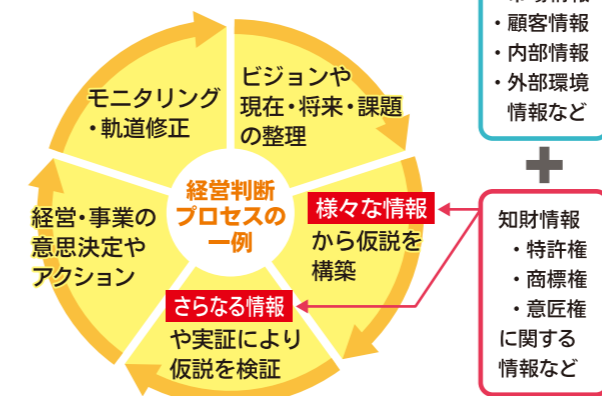 ・顧客情報
・内部情報
・外部環境
情報など
ビジョンや
現在・将来・課題
の整理
モニタリング
・軌道修正
経営判断
プロセスの
一例
様々な情報
から仮説を
構築
経営・事業の
意思決定や
アクション
さらなる情報
や実証により
仮説を検証
知財情報
・特許権
・商標権
・意匠権
に関する
情報など